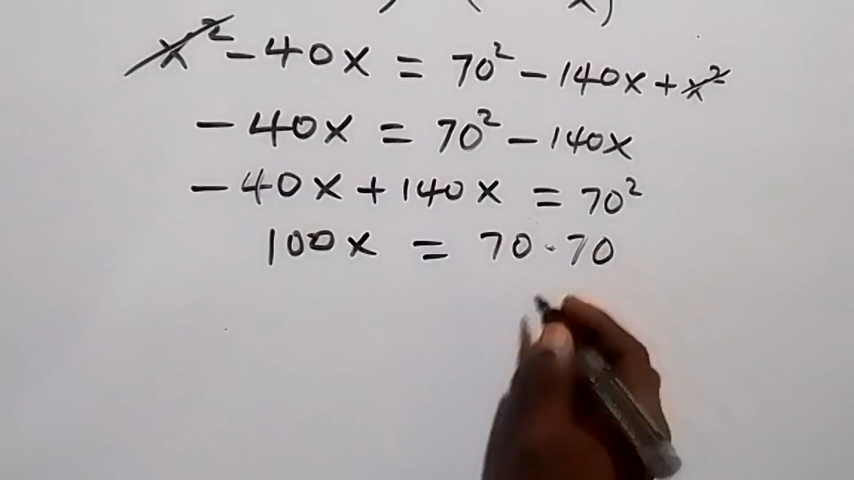 x² - 40x = 70² - 140x + x²
- 40x = 70² - 140x
- 40x + 140x = 70²
100x = 70 · 70